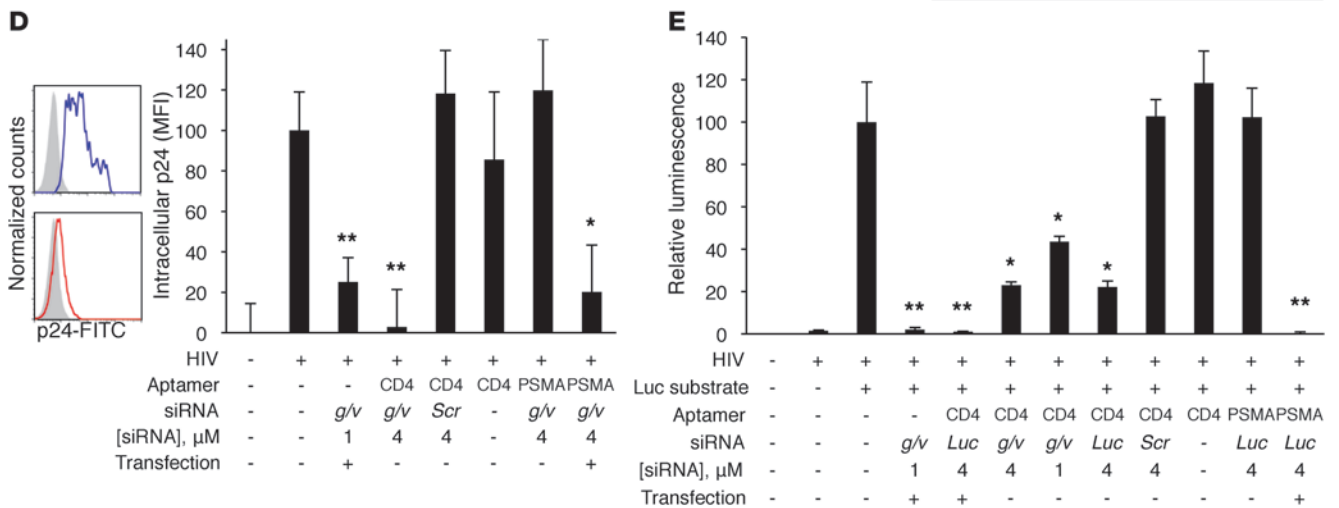 D
Normalized counts
p24-FITC
Intracellular p24 (MFI)
140
120
100
80
60
40
20
0
**
**
*
HIV - + + + + + + +
Aptamer - - - CD4 CD4 CD4 PSMA PSMA
siRNA - - g/v g/v Scr - g/v g/v
[siRNA], µM - - 1 4 4 - 4 4
Transfection - - + - - - - +
E
Relative luminescence
140
120
100
80
60
40
20
0
**
**
*
*
*
**
HIV - + + + + + + + + + + +
Luc substrate - - + + + + + + + + + +
Aptamer - - - - CD4 CD4 CD4 CD4 CD4 CD4 PSMA PSMA
siRNA - - - g/v Luc g/v g/v Luc Scr - Luc Luc
[siRNA], µM - - - 1 4 4 1 4 4 - 4 4
Transfection - - - + + - - - - - - +